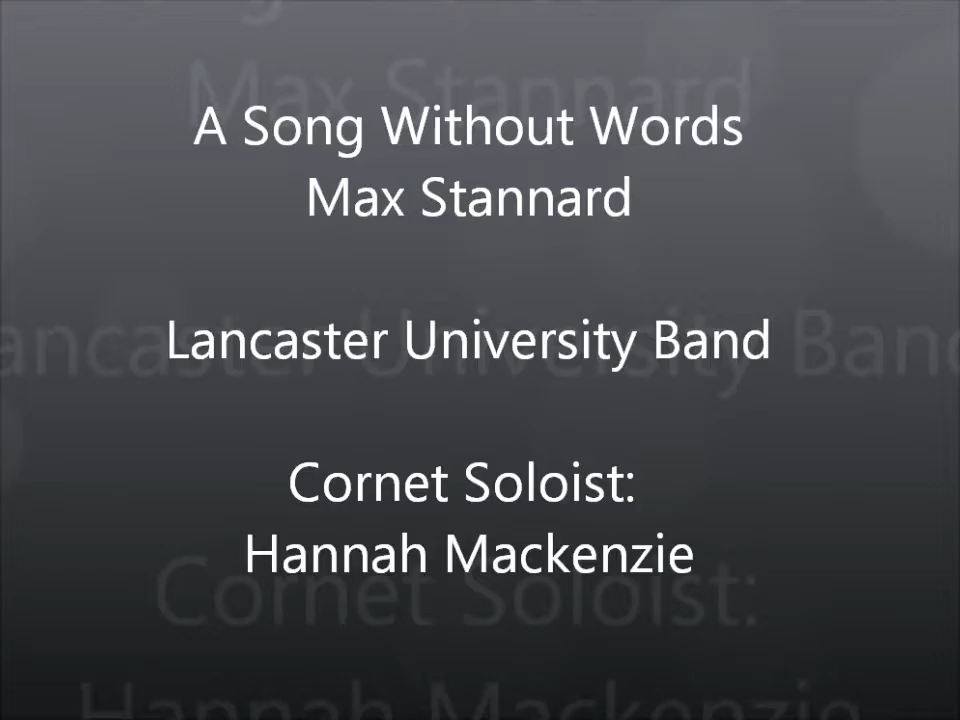 A Song Without Words
Max Stannard
Lancaster University Band
Cornet Soloist:
Hannah Mackenzie